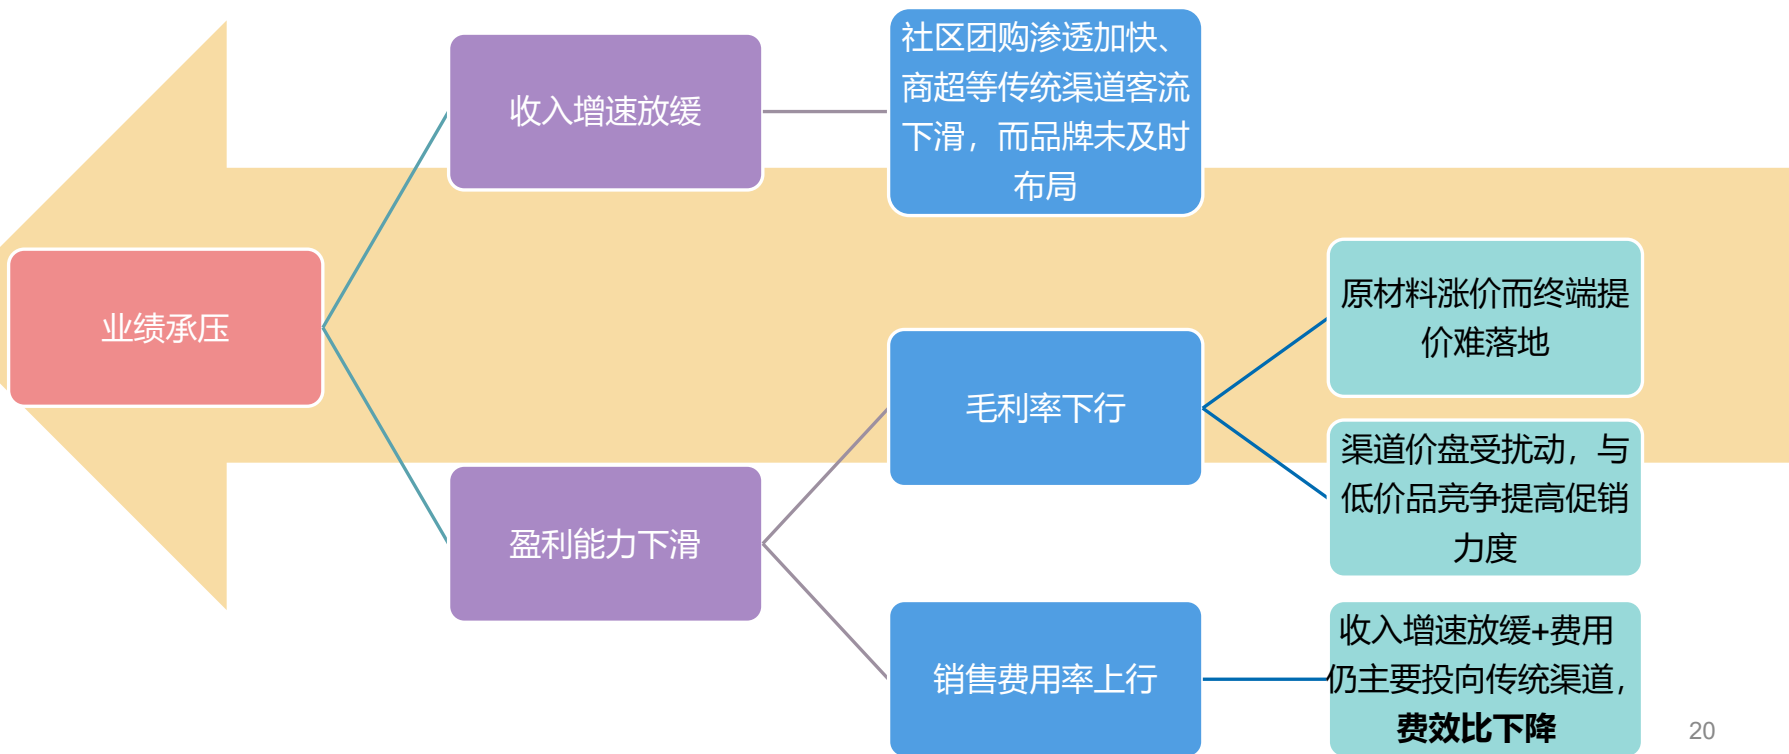 社区团购渗透加快、
商超等传统渠道客流
下滑，而品牌未及时
布局
收入增速放缓
业绩承压
原材料涨价而终端提
价难落地
毛利率下行
渠道价盘受扰动，与
低价品竞争提高促销
力度
盈利能力下滑
销售费用率上行
收入增速放缓+费用
仍主要投向传统渠道，
费效比下降
20